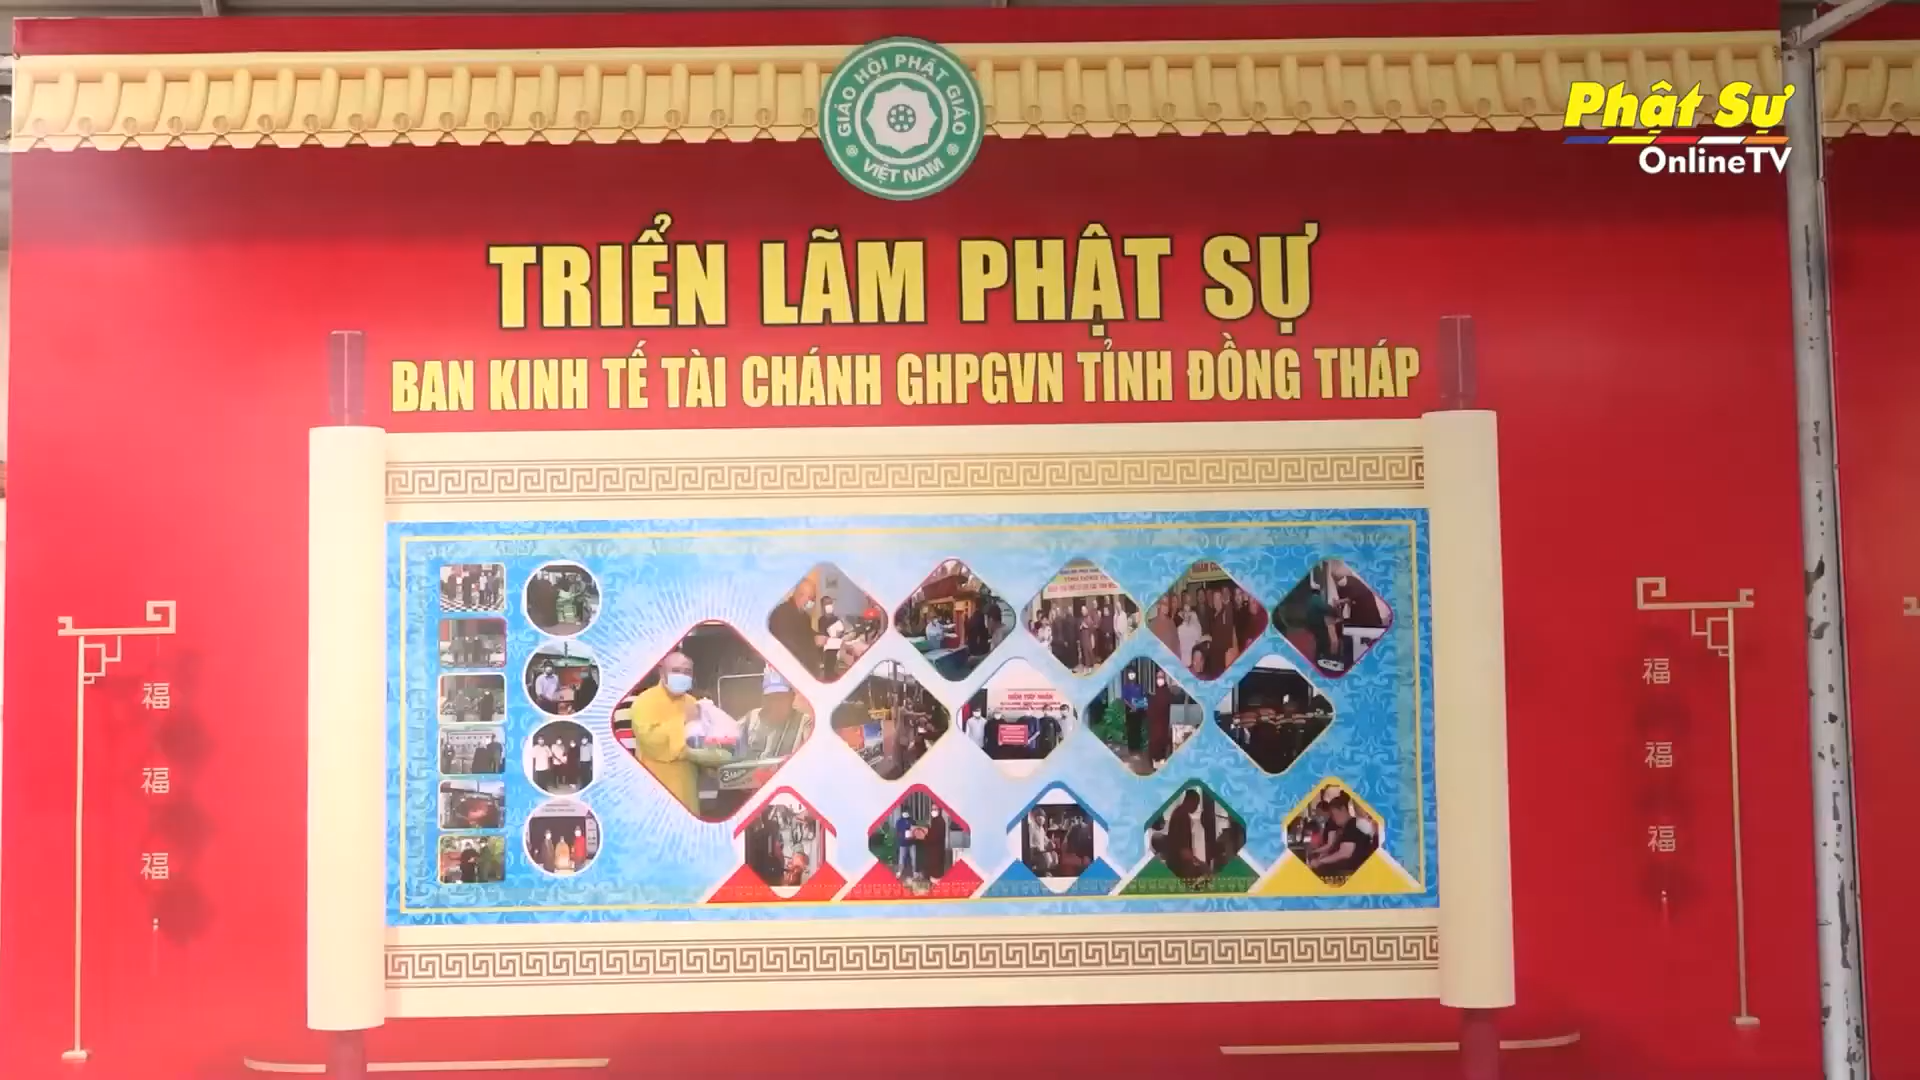 GIÁO HỘI PHẬT GIÁO
VIỆT NAM
Phật Sự
OnlineTV
TRIỂN LÃM PHẬT SỰ
BAN KINH TẾ TÀI CHÁNH GHPGVN TỈNH ĐỒNG THÁP
福
福
福
福
福
福